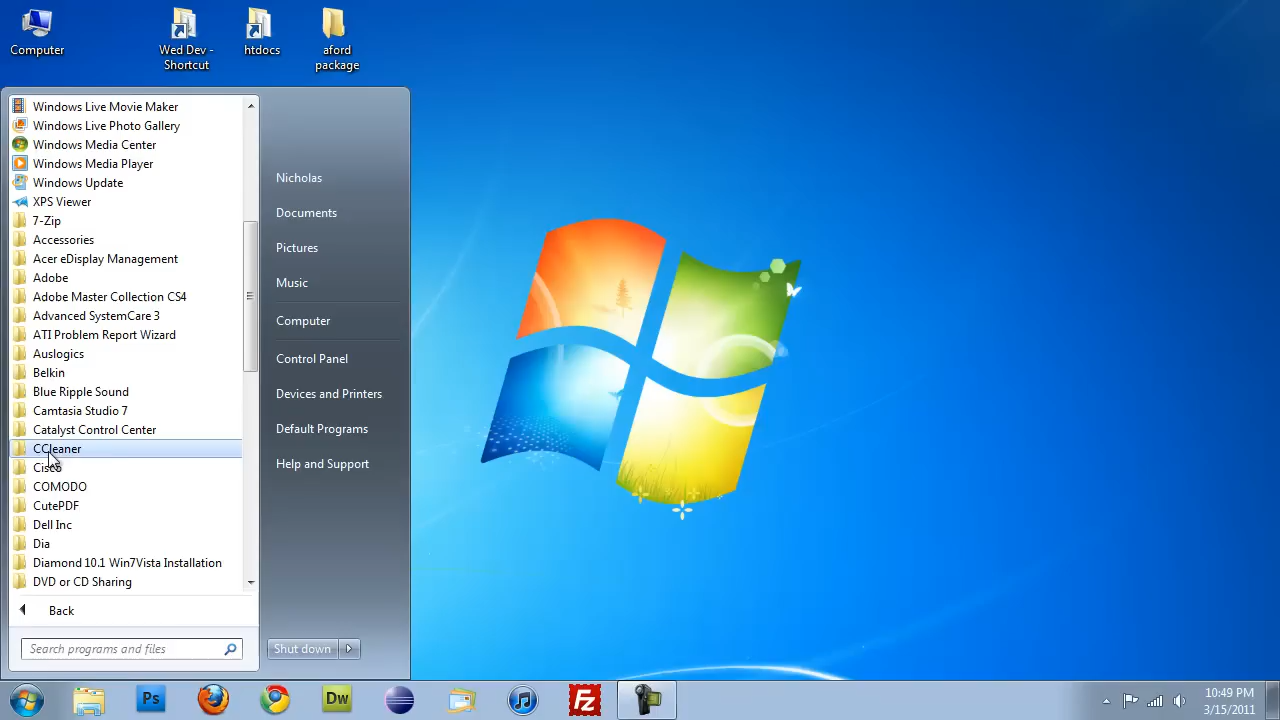 Computer
Wed Dev -
Shortcut
htdocs
aford
package
Windows Live Movie Maker
Windows Live Photo Gallery
Windows Media Center
Windows Media Player
Windows Update
XPS Viewer
7-Zip
Accessories
Acer eDisplay Management
Adobe
Adobe Master Collection CS4
Advanced SystemCare 3
ATI Problem Report Wizard
Auslogics
Belkin
Blue Ripple Sound
Camtasia Studio 7
Catalyst Control Center
CCleaner
Cisco
COMODO
CutePDF
Dell Inc
Dia
Diamond 10.1 Win7Vista Installation
DVD or CD Sharing
Back
Search programs and files
Nicholas
Documents
Pictures
Music
Computer
Control Panel
Devices and Printers
Default Programs
Help and Support
Shut down
Ps
Dw
Fz
10:49 PM
3/15/2011